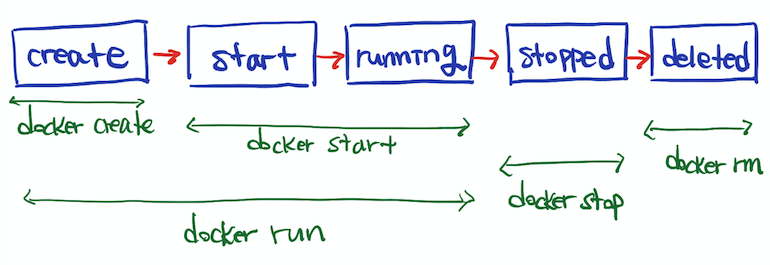 create
start
running
stopped
deleted
docker create
docker start
docker rm
docker stop
docker run